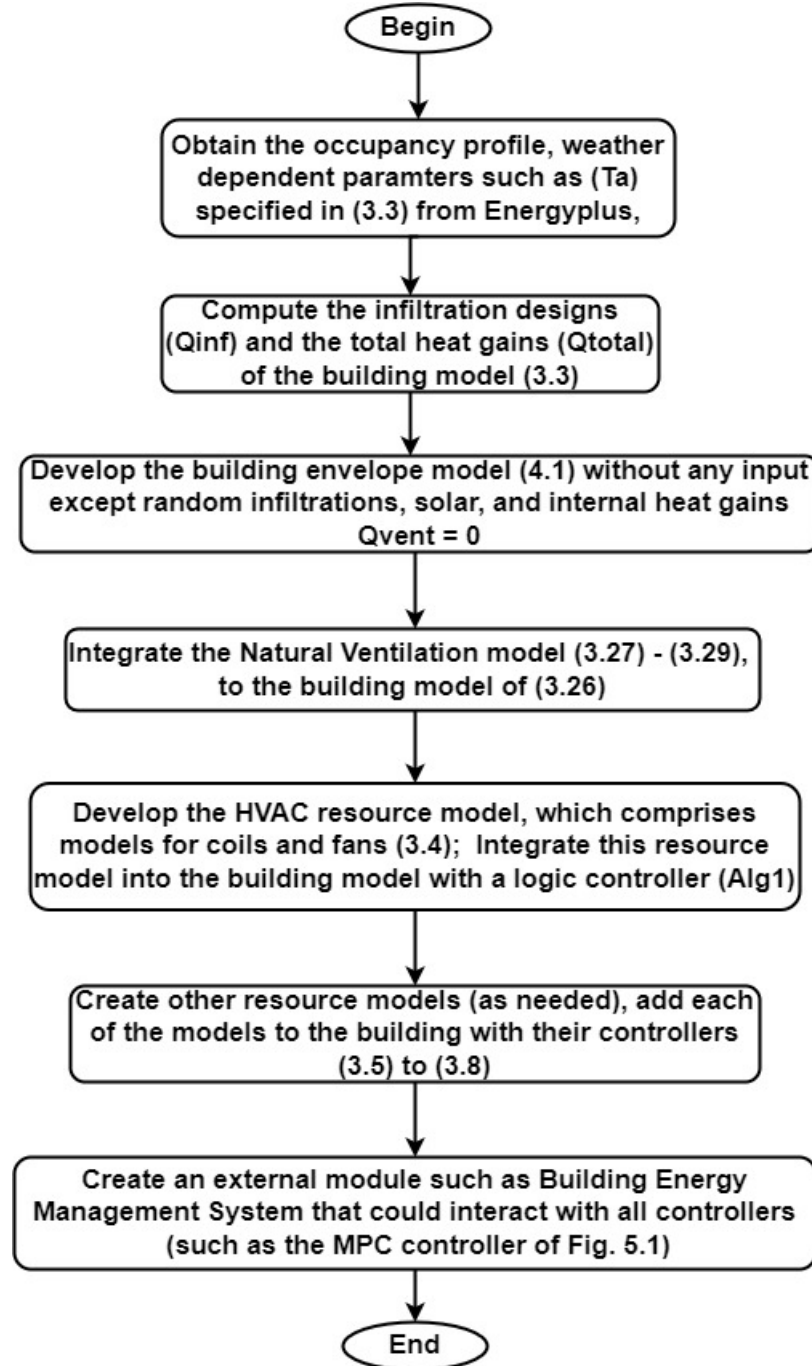 Begin
Obtain the occupancy profile, weather
dependent paramters such as (Ta)
specified in (3.3) from Energyplus,
Compute the infiltration designs
(Qinf) and the total heat gains (Qtotal)
of the building model (3.3)
Develop the building envelope model (4.1) without any input
except random infiltrations, solar, and internal heat gains
Qvent = 0
Integrate the Natural Ventilation model (3.27) - (3.29),
to the building model of (3.26)
Develop the HVAC resource model, which comprises
models for coils and fans (3.4);  Integrate this resource
model into the building model with a logic controller (Alg1)
Create other resource models (as needed), add each
of the models to the building with their controllers
(3.5) to (3.8)
Create an external module such as Building Energy
Management System that could interact with all controllers
(such as the MPC controller of Fig. 5.1)
End